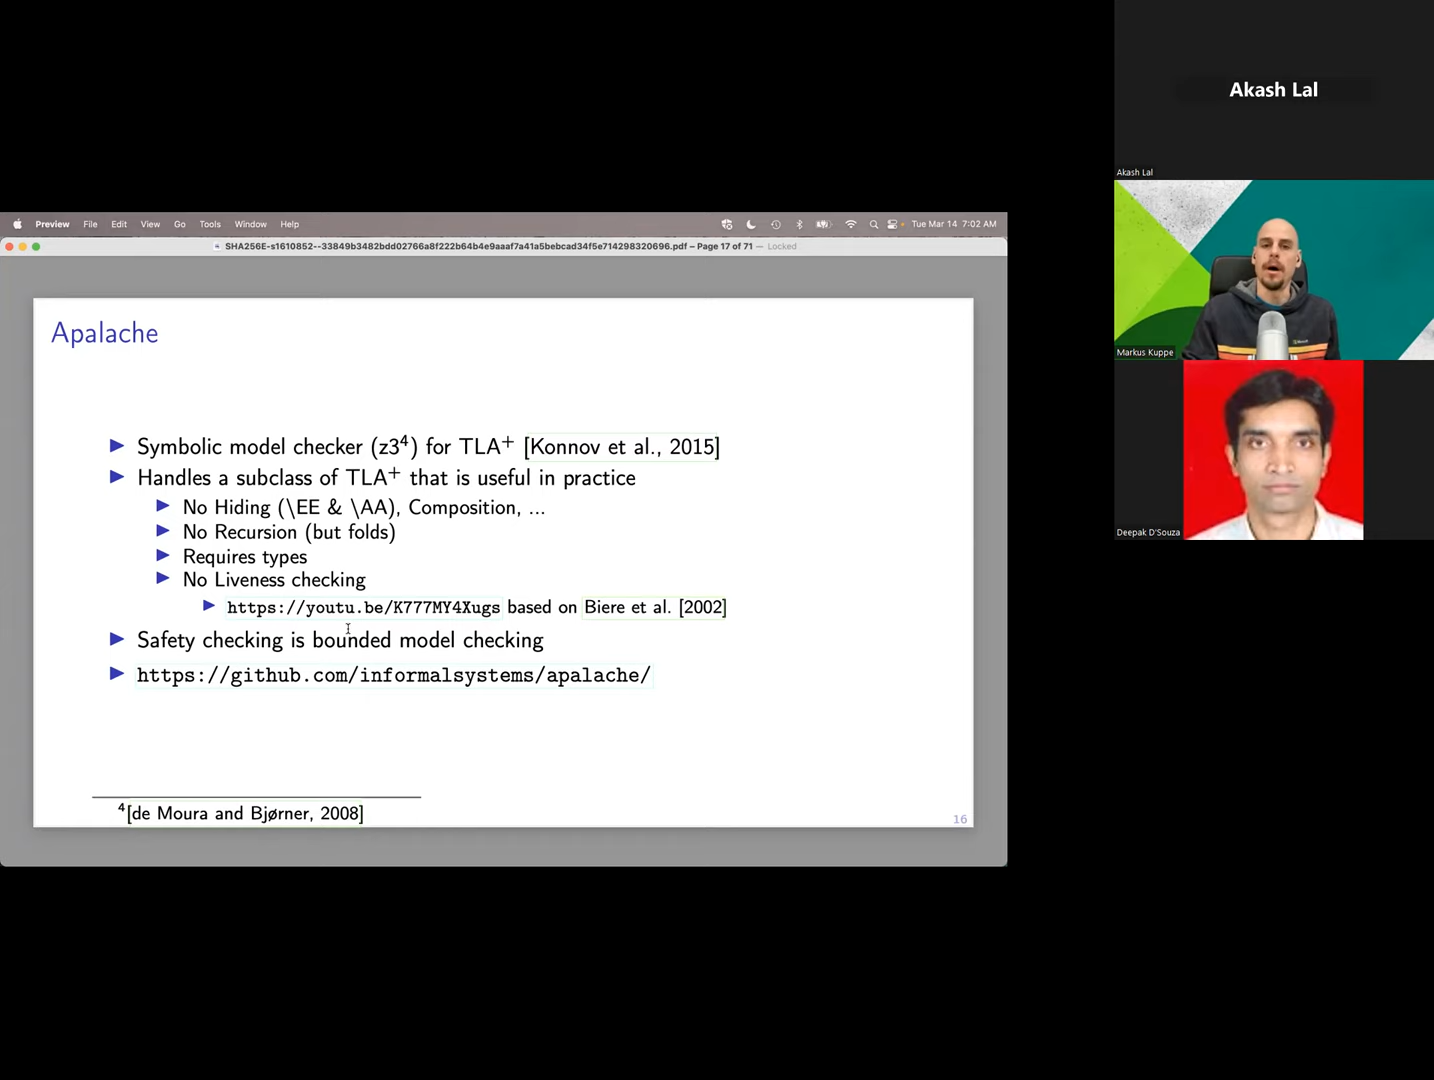 Akash Lal
Akash Lal
Markus Kuppe
Deepak D'Souza
Preview File Edit View Go Tools Window Help Tue Mar 14 7:02 AM
SHA256E-s1610852--33849b3482bdd02766a8f222b64b4e9aaaf7a41a5bebcad34f5e714298320696.pdf – Page 17 of 71 — Locked
Apalache
▶ Symbolic model checker (z3⁴) for TLA⁺ [Konnov et al., 2015]
▶ Handles a subclass of TLA⁺ that is useful in practice
▶ No Hiding (\EE & \AA), Composition, ...
▶ No Recursion (but folds)
▶ Requires types
▶ No Liveness checking
▶ https://youtu.be/K777MY4Xugs based on Biere et al. [2002]
▶ Safety checking is bounded model checking
▶ https://github.com/informalsystems/apalache/
⁴[de Moura and Bjørner, 2008]
16